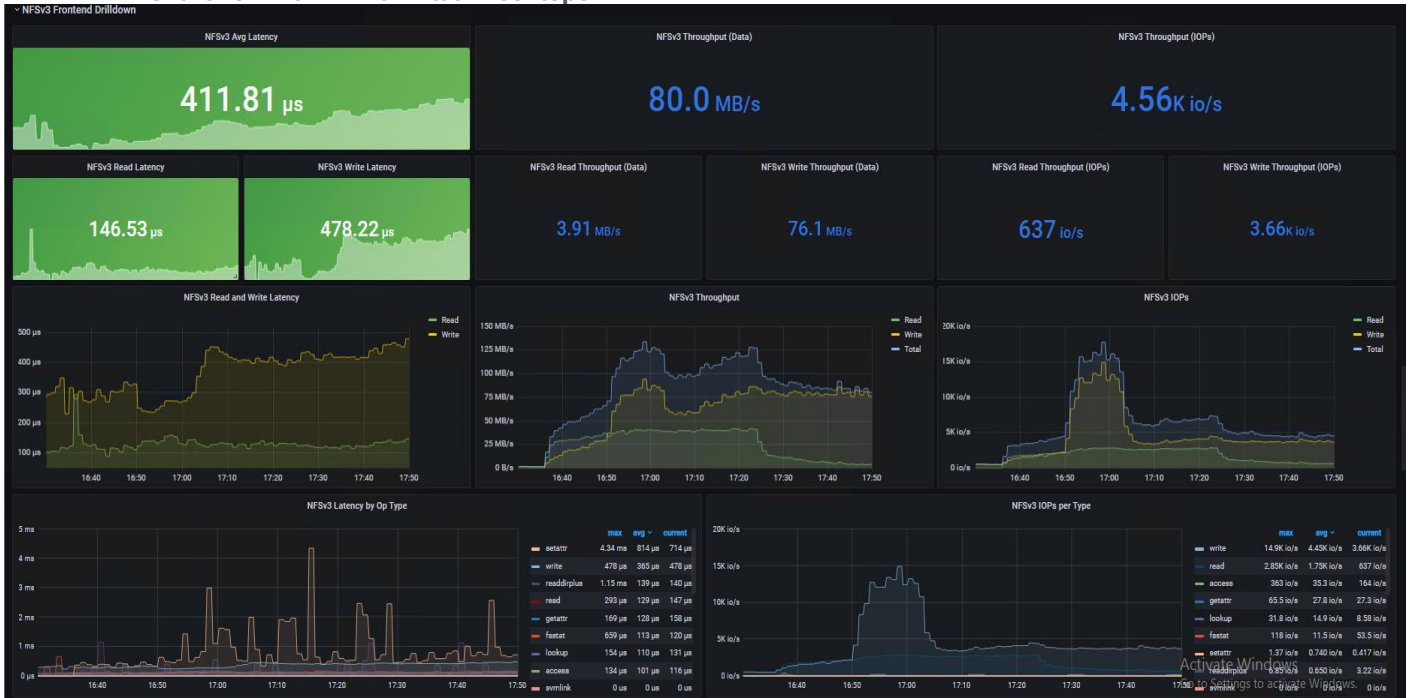 NFSv3 Frontend Drilldown
NFSv3 Avg Latency
411.81 µs
NFSv3 Throughput (Data)
80.0 MB/s
NFSv3 Throughput (IOPs)
4.56K io/s
NFSv3 Read Latency
146.53 µs
NFSv3 Write Latency
478.22 µs
NFSv3 Read Throughput (Data)
3.91 MB/s
NFSv3 Write Throughput (Data)
76.1 MB/s
NFSv3 Read Throughput (IOPs)
637 io/s
NFSv3 Write Throughput (IOPs)
3.66K io/s
NFSv3 Read and Write Latency
Read
Write
500 µs
400 µs
300 µs
200 µs
100 µs
16:40 16:50 17:00 17:10 17:20 17:30 17:40 17:50
NFSv3 Throughput
Read
Write
Total
150 MB/s
125 MB/s
100 MB/s
75 MB/s
50 MB/s
25 MB/s
0 B/s
16:40 16:50 17:00 17:10 17:20 17:30 17:40 17:50
NFSv3 IOPs
Read
Write
Total
20K io/s
15K io/s
10K io/s
5K io/s
0 io/s
16:40 16:50 17:00 17:10 17:20 17:30 17:40 17:50
NFSv3 Latency by Op Type
5 ms
4 ms
3 ms
2 ms
1 ms
0 µs
16:40 16:50 17:00 17:10 17:20 17:30 17:40 17:50
max avg current
setattr 4.34 ms 814 µs 714 µs
write 478 µs 365 µs 478 µs
readdirplus 1.15 ms 139 µs 140 µs
read 293 µs 129 µs 147 µs
getattr 169 µs 128 µs 158 µs
fsstat 659 µs 113 µs 120 µs
lookup 154 µs 110 µs 131 µs
access 134 µs 101 µs 116 µs
symlink 0 us 0 us 0 us
NFSv3 IOPs per Type
20K io/s
15K io/s
10K io/s
5K io/s
0 io/s
16:40 16:50 17:00 17:10 17:20 17:30 17:40
max avg current
write 14.9K io/s 4.45K io/s 3.66K io/s
read 2.85K io/s 1.75K io/s 637 io/s
access 363 io/s 35.3 io/s 164 io/s
getattr 65.5 io/s 27.8 io/s 27.3 io/s
lookup 31.8 io/s 14.9 io/s 8.58 io/s
fsstat 118 io/s 11.5 io/s 53.5 io/s
setattr 1.37 io/s 0.740 io/s 0.417 io/s
readdirplus 6.85 io/s 0.650 io/s 3.22 io/s
symlink 0 io/s 0 io/s 0 io/s
Activate Windows
Go to Settings to activate Windows.